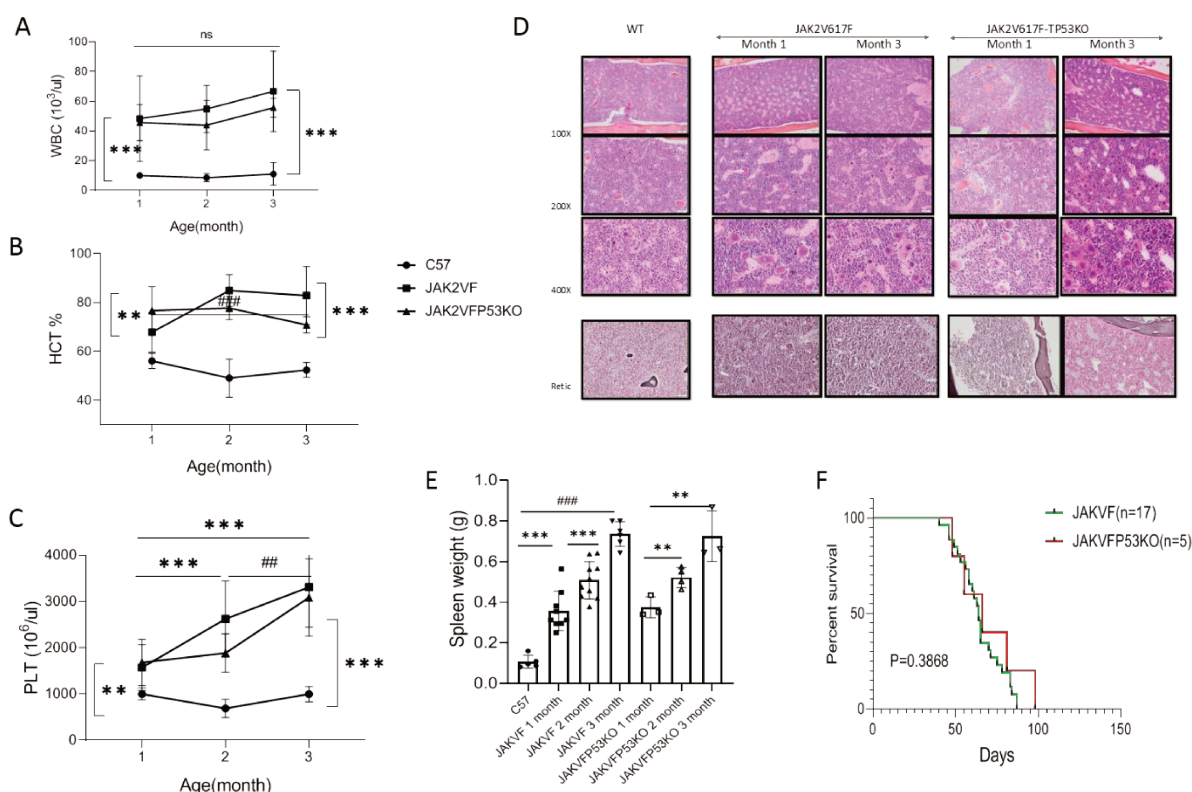 A
ns
WBC (10³/ul)
100
80
60
40
20
0
***
***
1 2 3
Age(month)
B
HCT %
100
80
60
40
**
###
***
1 2 3
Age(month)
C57
JAK2VF
JAK2VFP53KO
C
PLT (10⁶/ul)
4000
3000
2000
1000
0
***
***
##
**
***
1 2 3
Age(month)
D
WT JAK2V617F JAK2V617F-TP53KO
Month 1 Month 3 Month 1 Month 3
100X
200X
400X
Retic
E
Spleen weight (g)
1.0
0.8
0.6
0.4
0.2
0.0
###
**
***
***
**
C57
JAKVF 1 month
JAKVF 2 month
JAKVF 3 month
JAKVFP53KO 1 month
JAKVFP53KO 2 month
JAKVFP53KO 3 month
F
JAKVF(n=17)
JAKVFP53KO(n=5)
Percent survival
100
50
0
P=0.3868
0 50 100 150
Days